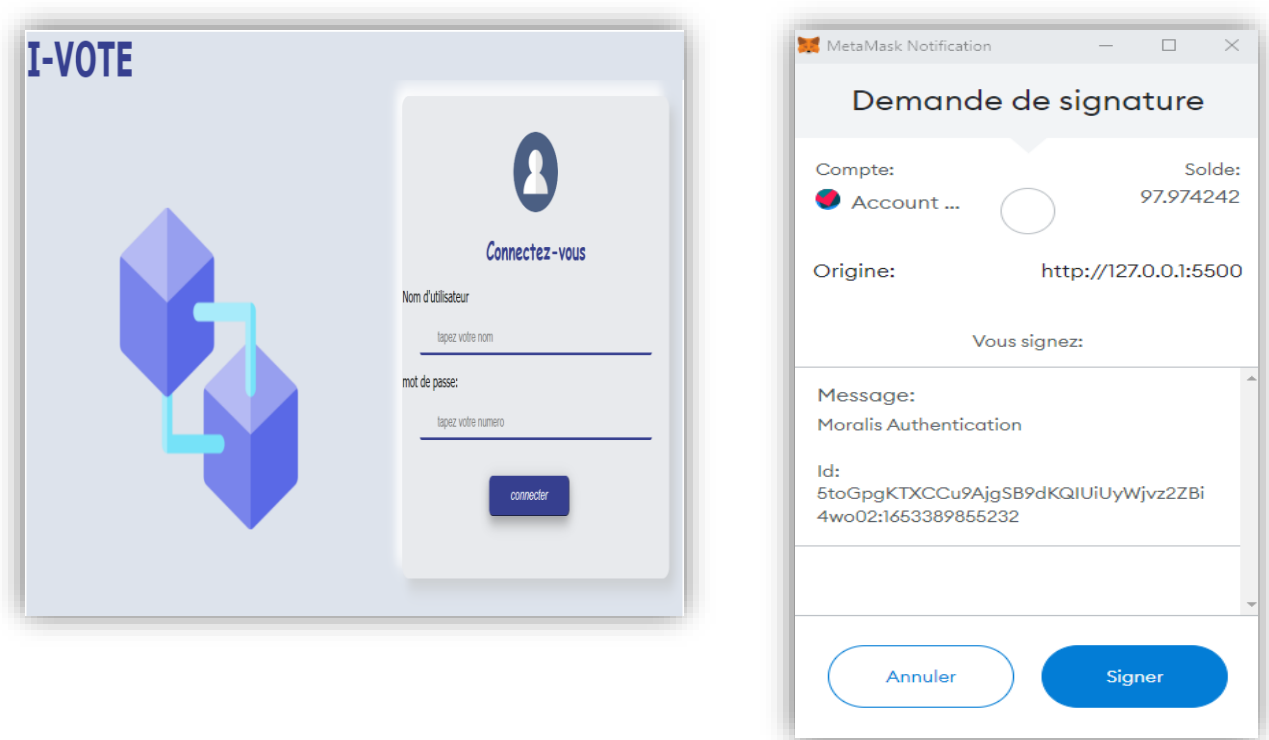 I-VOTE
Connectez-vous
Nom d'utilisateur
tapez votre nom
mot de passe:
tapez votre numero
connecter
MetaMask Notification
Demande de signature
Compte:
Solde:
Account ...
97.974242
Origine:
http://127.0.0.1:5500
Vous signez:
Message:
Moralis Authentication
Id:
5toGpgKTXCCu9AjgSB9dKQIUiUyWjvz2ZBi
4wo02:1653389855232
Annuler
Signer